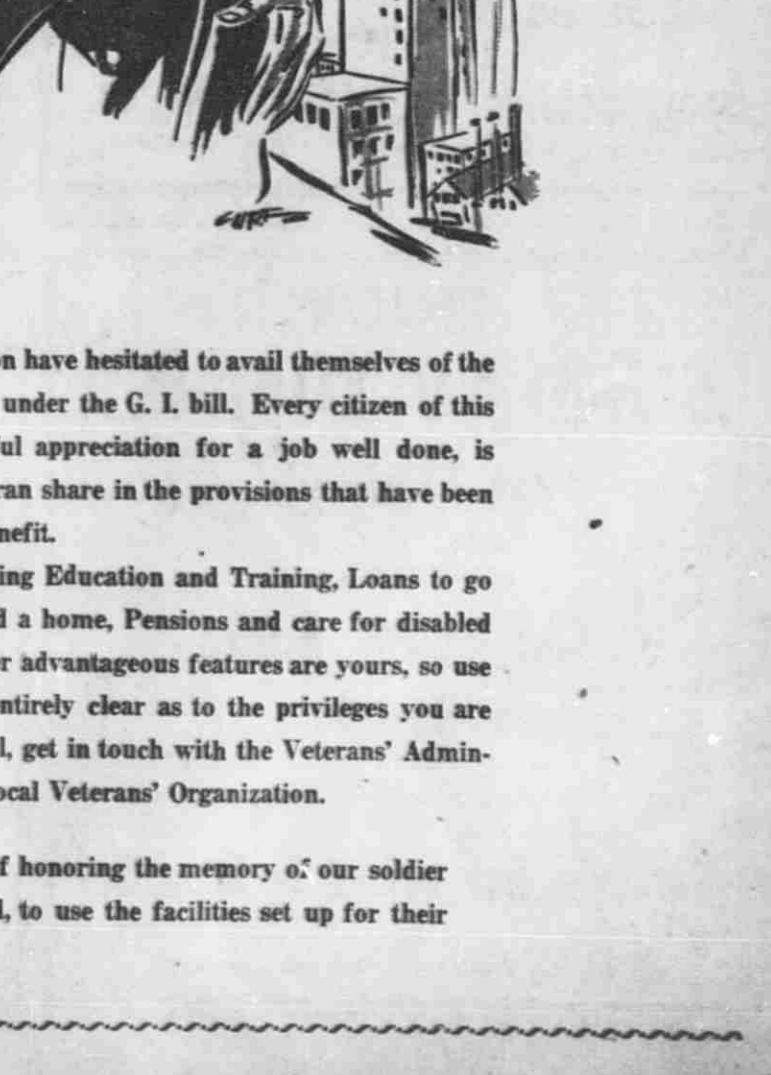 n have hesitated to avail themselves of the
under the G. I. bill. Every citizen of this
ul appreciation for a job well done, is
ran share in the provisions that have been
nefit.
ing Education and Training, Loans to go
d a home, Pensions and care for disabled
r advantageous features are yours, so use
ntirely clear as to the privileges you are
l, get in touch with the Veterans' Admin-
ocal Veterans' Organization.
f honoring the memory of our soldier
l, to use the facilities set up for their